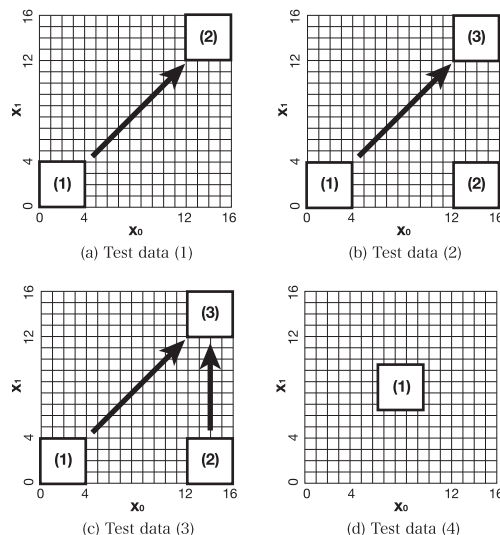 16
(2)
12
X₁
4
(1)
0
0 4 12 16
X₀
(a) Test data (1)
16
(3)
12
X₁
4
(1) (2)
0
0 4 12 16
X₀
(b) Test data (2)
16
(3)
12
X₁
4
(1) (2)
0
0 4 12 16
X₀
(c) Test data (3)
16
12
X₁
(1)
4
0
0 4 12 16
X₀
(d) Test data (4)